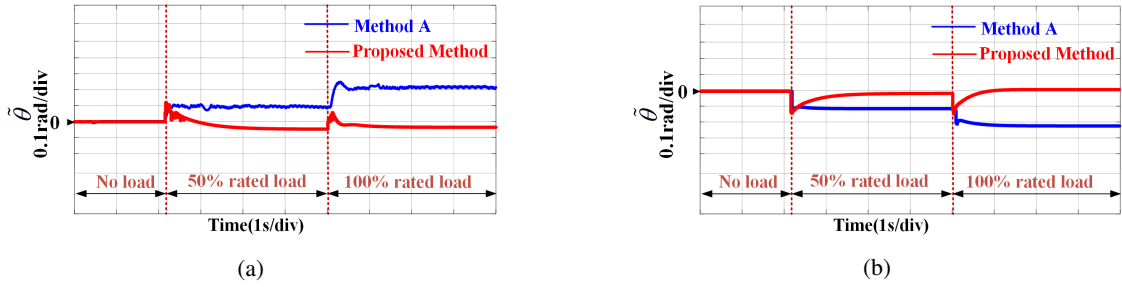 Method A
Proposed Method
θ̃
0.1rad/div
0
No load
50% rated load
100% rated load
Time(1s/div)
(a)
Method A
Proposed Method
θ̃
0.1rad/div
0
No load
50% rated load
100% rated load
Time(1s/div)
(b)